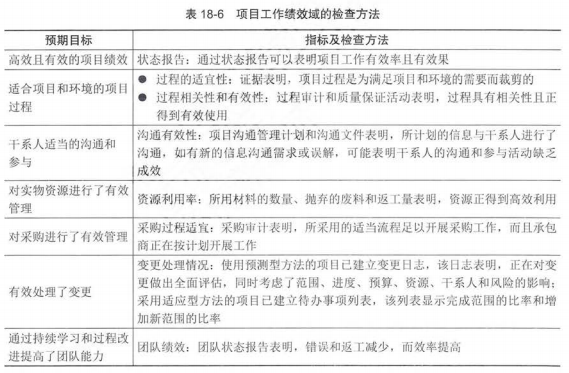 表 18-6 项目工作绩效域的检查方法
预期目标
指标及检查方法
高效且有效的项目绩效
状态报告：通过状态报告可以表明项目工作有效率且有效果
适合项目和环境的项目
过程
● 过程的适宜性：证据表明，项目过程是为满足项目和环境的需要而裁剪的
● 过程相关性和有效性：过程审计和质量保证活动表明，过程具有相关性且正
得到有效使用
干系人适当的沟通和
参与
沟通有效性：项目沟通管理计划和沟通文件表明，所计划的信息与干系人进行了
沟通，如有新的信息沟通需求或误解，可能表明干系人的沟通和参与活动缺乏
成效
对实物资源进行了有效
管理
资源利用率：所用材料的数量、抛弃的废料和返工量表明，资源正得到高效利用
对采购进行了有效管理
采购过程适宜：采购审计表明，所采用的适当流程足以开展采购工作，而且承包
商正在按计划开展工作
有效处理了变更
变更处理情况：使用预测型方法的项目已建立变更日志，该日志表明，正在对变
更做出全面评估，同时考虑了范围、进度、预算、资源、干系人和风险的影响；
采用适应型方法的项目已建立待办事项列表，该列表显示完成范围的比率和增
加新范围的比率
通过持续学习和过程改
进提高了团队能力
团队绩效：团队状态报告表明，错误和返工减少，而效率提高